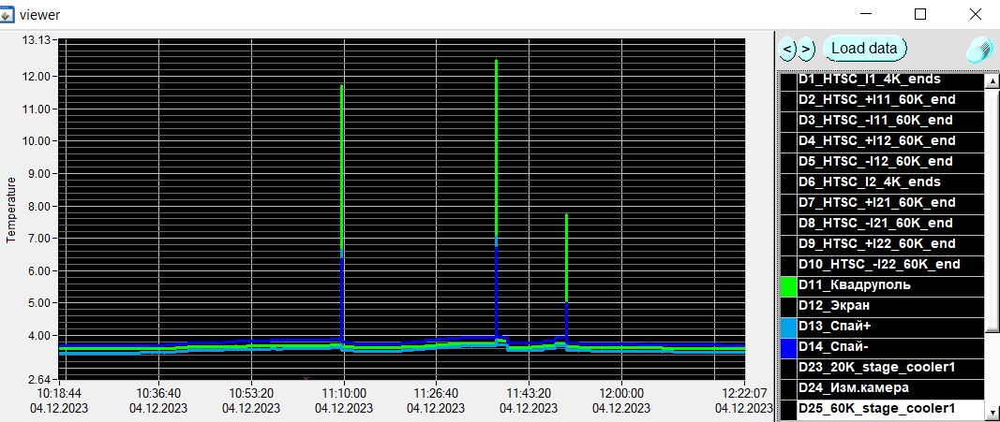 viewer
< > Load data
13.13
12.00
11.00
10.00
9.00
8.00
7.00
6.00
5.00
4.00
2.64
Temperature
10:18:44 10:36:40 10:53:20 11:10:00 11:26:40 11:43:20 12:00:00 12:22:07
04.12.2023 04.12.2023 04.12.2023 04.12.2023 04.12.2023 04.12.2023 04.12.2023 04.12.2023
D1_HTSC_I1_4K_ends
D2_HTSC_+I11_60K_end
D3_HTSC_-I11_60K_end
D4_HTSC_+I12_60K_end
D5_HTSC_-I12_60K_end
D6_HTSC_I2_4K_ends
D7_HTSC_+I21_60K_end
D8_HTSC_-I21_60K_end
D9_HTSC_+I22_60K_end
D10_HTSC_-I22_60K_end
D11_Квадруполь
D12_Экран
D13_Спай+
D14_Спай-
D23_20K_stage_cooler1
D24_Изм.камера
D25_60K_stage_cooler1